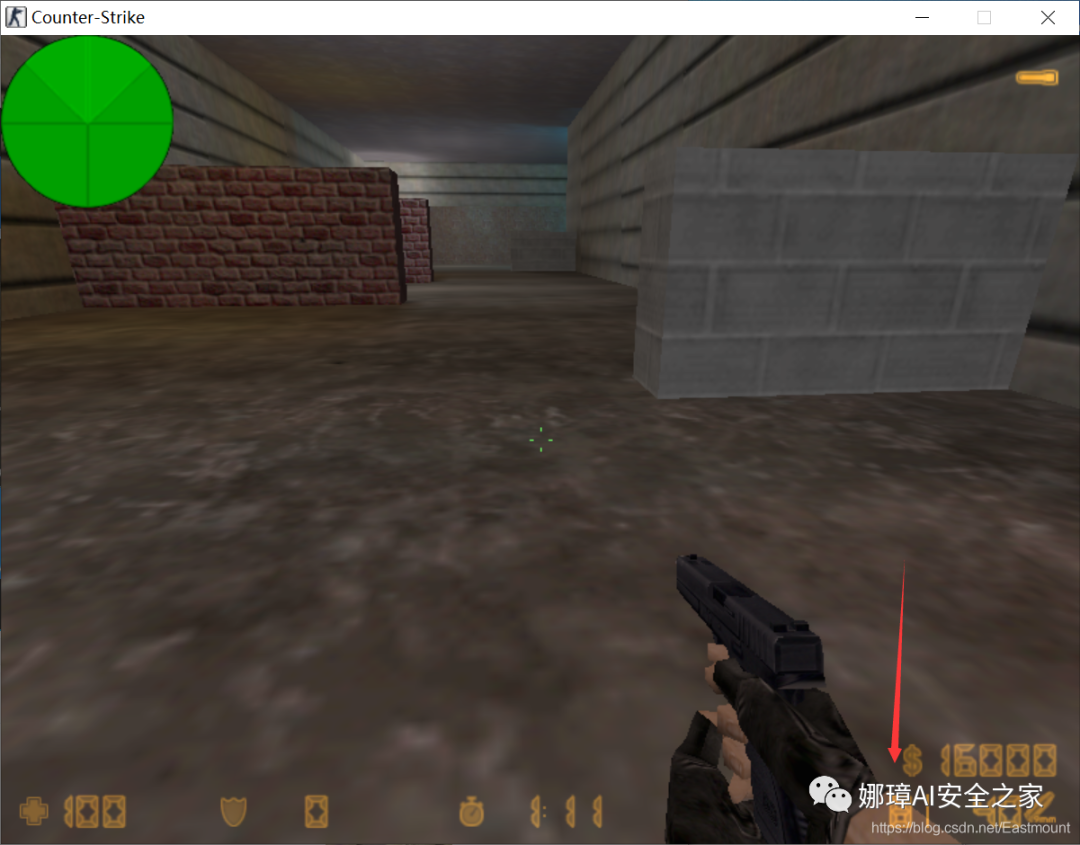 Counter-Strike
$ 16000
100 0 1:11
娜璋AI安全之家
https://blog.csdn.net/Eastmount